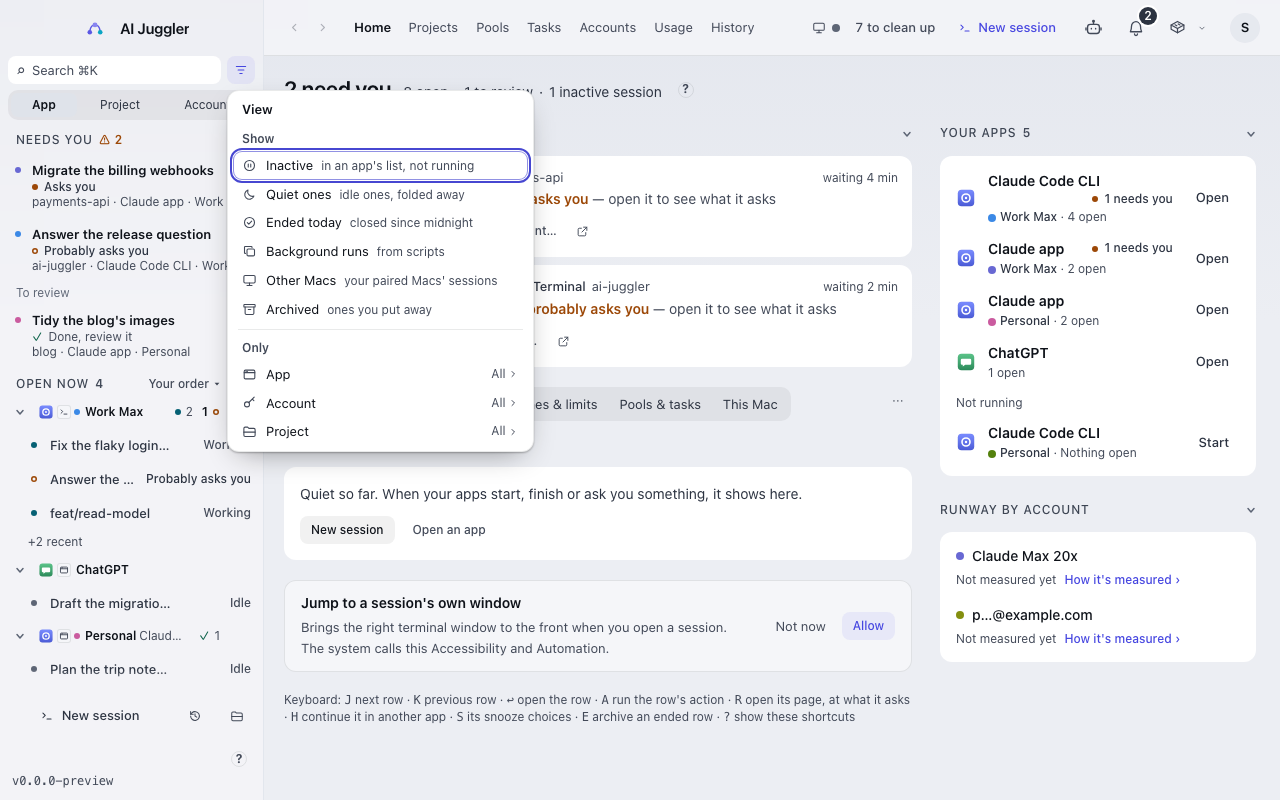 AI Juggler
Home Projects Pools Tasks Accounts Usage History
7 to clean up
New session
2
S
Search ⌘K
App Project Accoun
NEEDS YOU 2
Migrate the billing webhooks
Asks you
payments-api · Claude app · Work
Answer the release question
Probably asks you
ai-juggler · Claude Code CLI · Work
To review
Tidy the blog's images
Done, review it
blog · Claude app · Personal
OPEN NOW 4 Your order
Work Max 2 1
Fix the flaky login...
Answer the ... Probably asks you
feat/read-model Working
+2 recent
ChatGPT
Draft the migratio... Idle
Personal Claud... 1
Plan the trip note... Idle
New session
?
v0.0.0-preview
View
Show
Inactive in an app's list, not running
Quiet ones idle ones, folded away
Ended today closed since midnight
Background runs from scripts
Other Macs your paired Macs' sessions
Archived ones you put away
Only
App All ›
Account All ›
Project All ›
2 need you 2 open · 1 to review · 1 inactive session ?
s-api waiting 4 min
asks you — open it to see what it asks
nt...
Terminal ai-juggler waiting 2 min
probably asks you — open it to see what it asks
es & limits Pools & tasks This Mac ...
Quiet so far. When your apps start, finish or ask you something, it shows here.
New session Open an app
Jump to a session's own window
Brings the right terminal window to the front when you open a session.
The system calls this Accessibility and Automation.
Not now Allow
Keyboard: J next row · K previous row · ↩ open the row · A run the row's action · R open its page, at what it asks
· H continue it in another app · S its snooze choices · E archive an ended row · ? show these shortcuts
YOUR APPS 5
Claude Code CLI
1 needs you
Work Max · 4 open
Open
Claude app 1 needs you
Work Max · 2 open
Open
Claude app
Personal · 2 open
Open
ChatGPT
1 open
Open
Not running
Claude Code CLI
Personal · Nothing open
Start
RUNWAY BY ACCOUNT
Claude Max 20x
Not measured yet How it's measured ›
p...@example.com
Not measured yet How it's measured ›